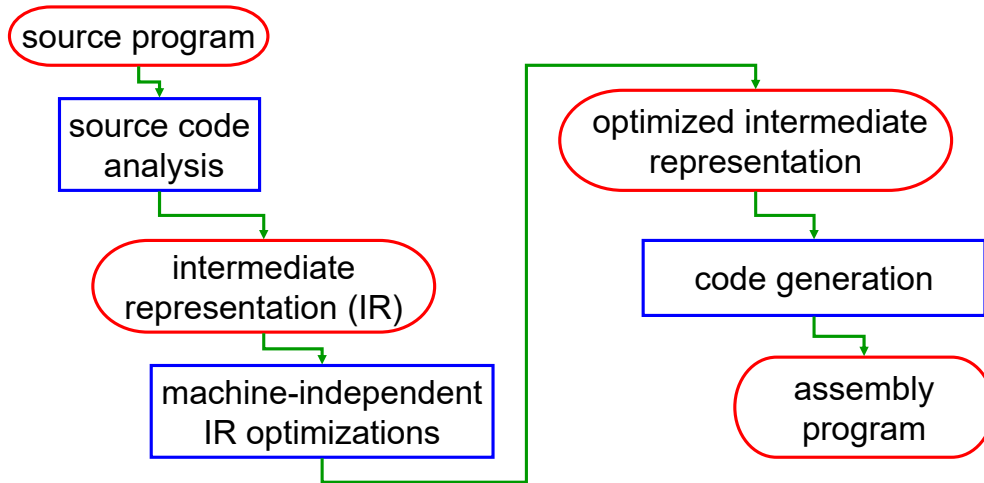 source program
source code
analysis
intermediate
representation (IR)
machine-independent
IR optimizations
optimized intermediate
representation
code generation
assembly
program